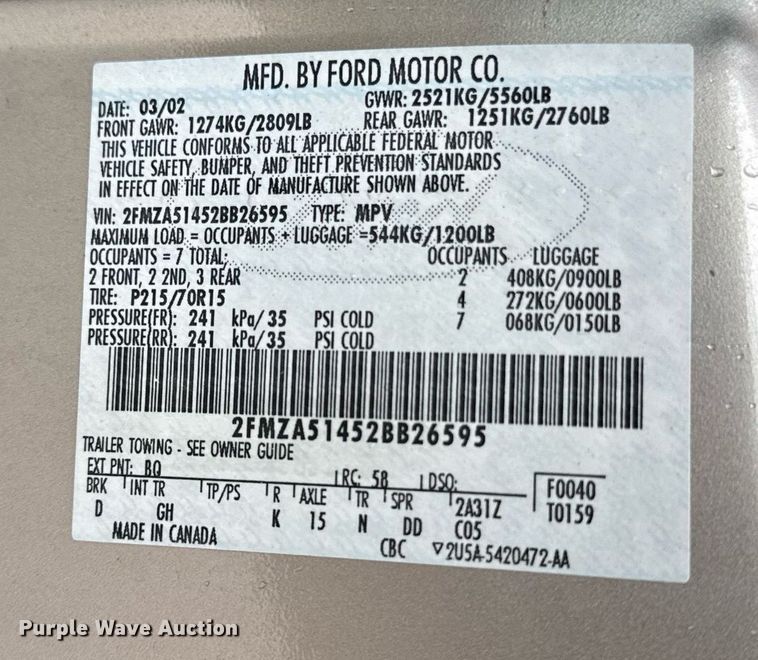 MFD. BY FORD MOTOR CO.
DATE: 03/02 GVWR: 2521KG/5560LB
FRONT GAWR: 1274KG/2809LB REAR GAWR: 1251KG/2760LB
THIS VEHICLE CONFORMS TO ALL APPLICABLE FEDERAL MOTOR
VEHICLE SAFETY, BUMPER, AND THEFT PREVENTION STANDARDS
IN EFFECT ON THE DATE OF MANUFACTURE SHOWN ABOVE.
VIN: 2FMZA51452BB26595 TYPE: MPV
MAXIMUM LOAD = OCCUPANTS + LUGGAGE =544KG/1200LB
OCCUPANTS = 7 TOTAL: OCCUPANTS LUGGAGE
2 FRONT, 2 2ND, 3 REAR 2 408KG/0900LB
TIRE: P215/70R15 4 272KG/0600LB
PRESSURE(FR): 241 kPa/35 PSI COLD 7 068KG/0150LB
PRESSURE(RR): 241 kPa/35 PSI COLD
2FMZA51452BB26595
TRAILER TOWING - SEE OWNER GUIDE
EXT PNT: BQ RC: 58 DSO:
BRK INT TR TP/PS R AXLE TR SPR 2A31Z F0040
D GH K 15 N DD C05 T0159
MADE IN CANADA CBC ▽2U5A-5420472-AA
Purple Wave Auction